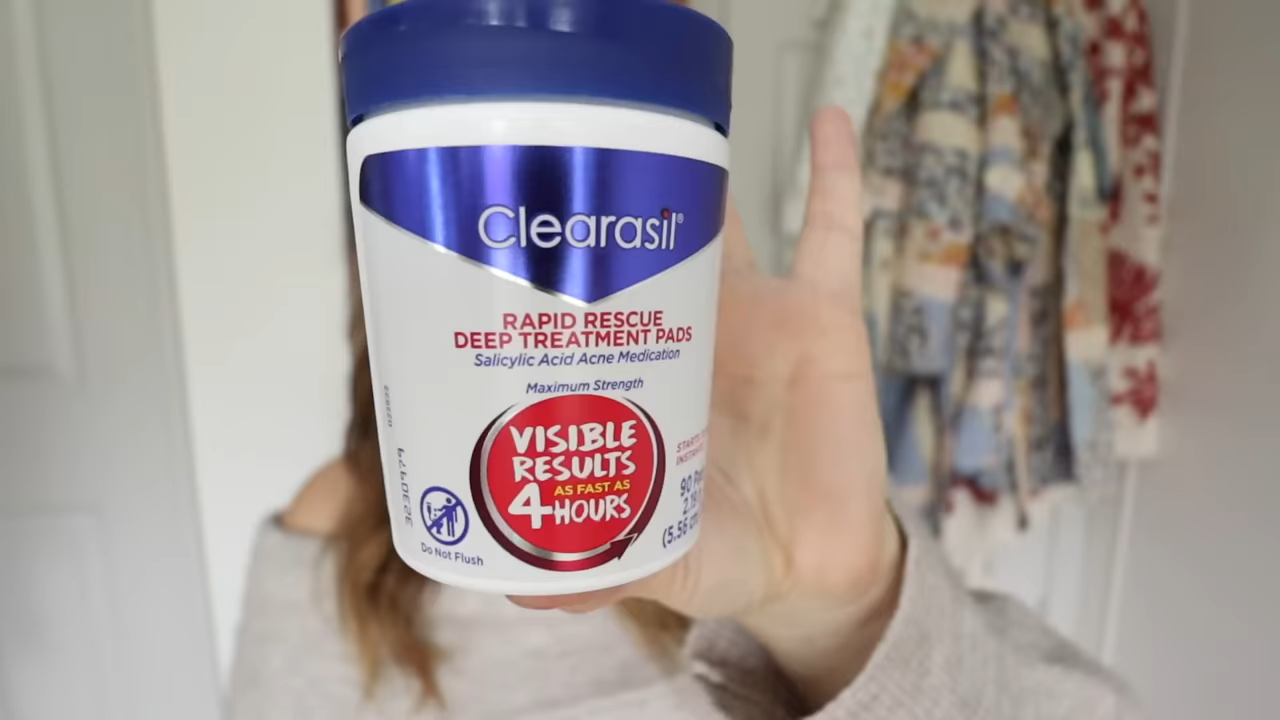 Clearasil®
RAPID RESCUE
DEEP TREATMENT PADS
Salicylic Acid Acne Medication
Maximum Strength
VISIBLE
RESULTS
AS FAST AS
4 HOURS
Do Not Flush
90